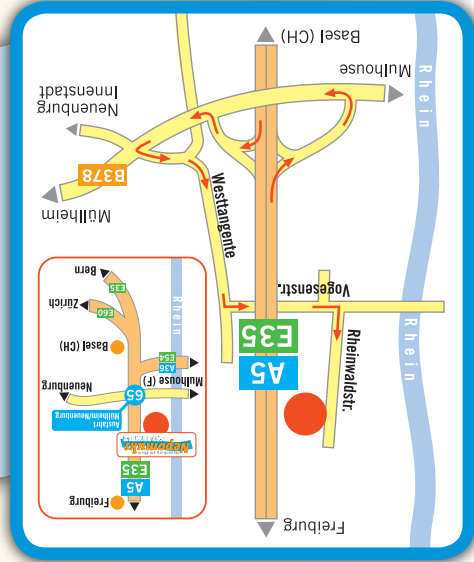 Freiburg
A5
E35
Rheinwaldstr.
Rhein
Vogesenstr.
Westtangente
Müllheim
B378
Neuenburg
Innenstadt
Mulhouse
Rhein
Basel (CH)
Freiburg
A5
E35
Ausfahrt
Müllheim/Neuenburg
65
Neuenburg
Mulhouse (F)
A36
E54
Basel (CH)
Rhein
E60
Zürich
E35
Bern